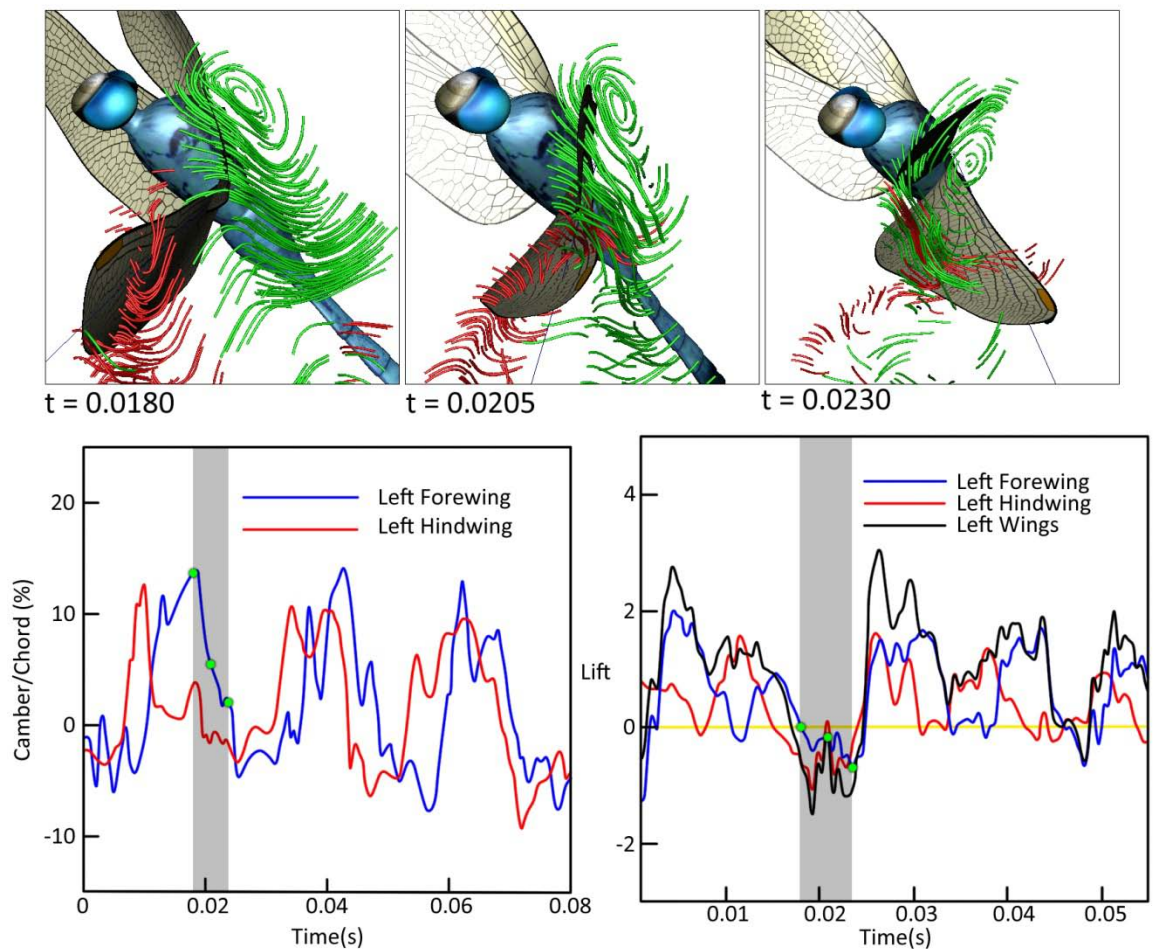 t = 0.0180
t = 0.0205
t = 0.0230
20
10
0
-10
Camber/Chord (%)
Left Forewing
Left Hindwing
0
0.02
0.04
0.06
0.08
Time(s)
4
2
0
-2
Lift
Left Forewing
Left Hindwing
Left Wings
0.01
0.02
0.03
0.04
0.05
Time(s)